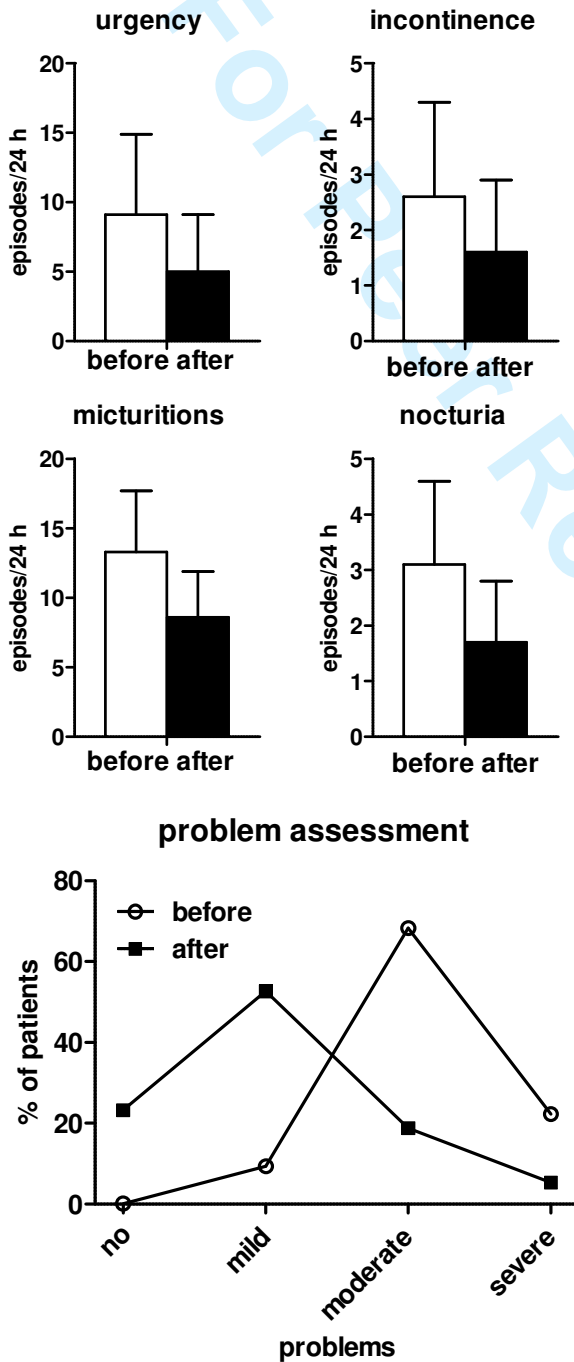 urgency
20
15
10
5
0
episodes/24 h
before after
incontinence
5
4
3
2
1
0
episodes/24 h
before after
micturitions
20
15
10
5
0
episodes/24 h
before after
nocturia
5
4
3
2
1
0
episodes/24 h
before after
problem assessment
80
60
40
20
0
% of patients
before
after
no
mild
moderate
severe
problems
For Peer